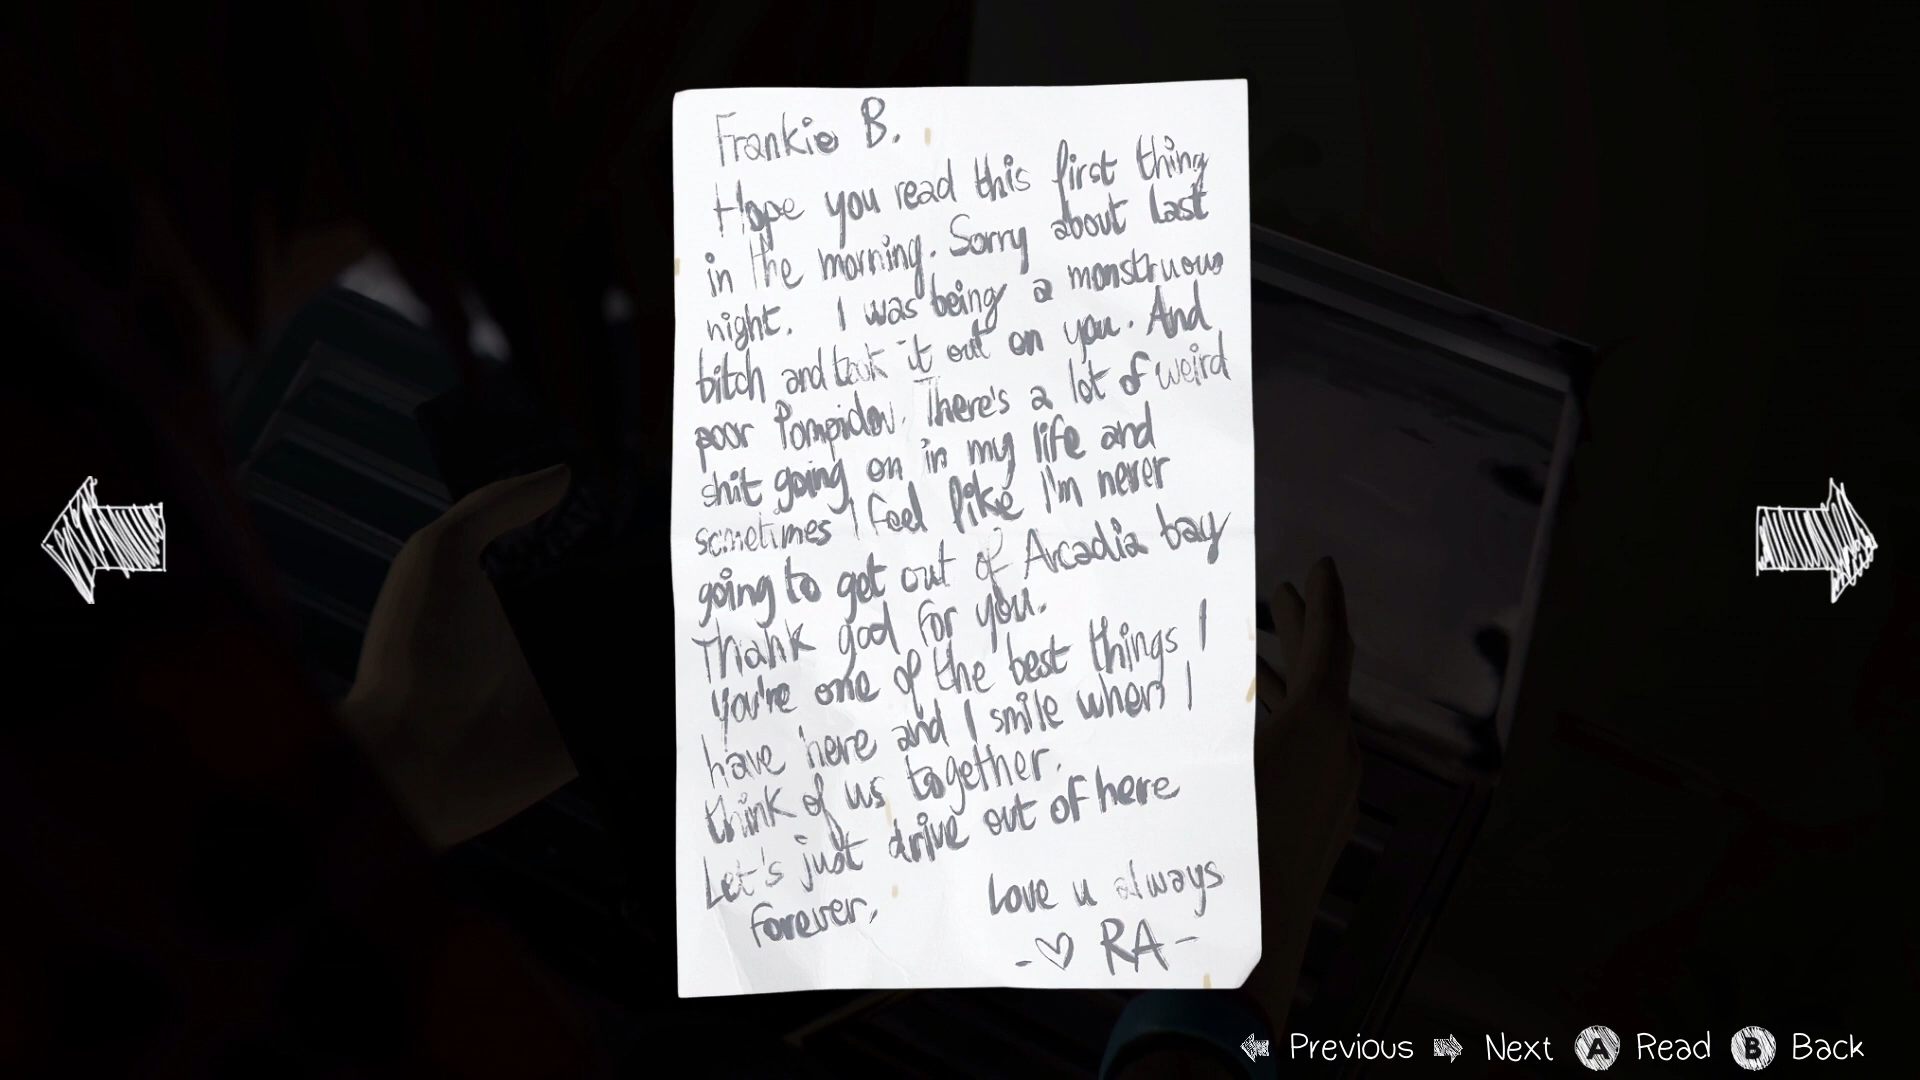 Frankie B.
Hope you read this first thing
in the morning. Sorry about last
night. I was being a monstruous
bitch and took it out on you. And
poor Pompidou. There's a lot of weird
shit going on in my life and
sometimes I feel like I'm never
going to get out of Arcadia bay
Thank god for you.
You're one of the best things I
have here and I smile when I
think of us together.
Let's just drive out of here
forever.
Love u always
-♡ RA-
Previous Next A Read B Back